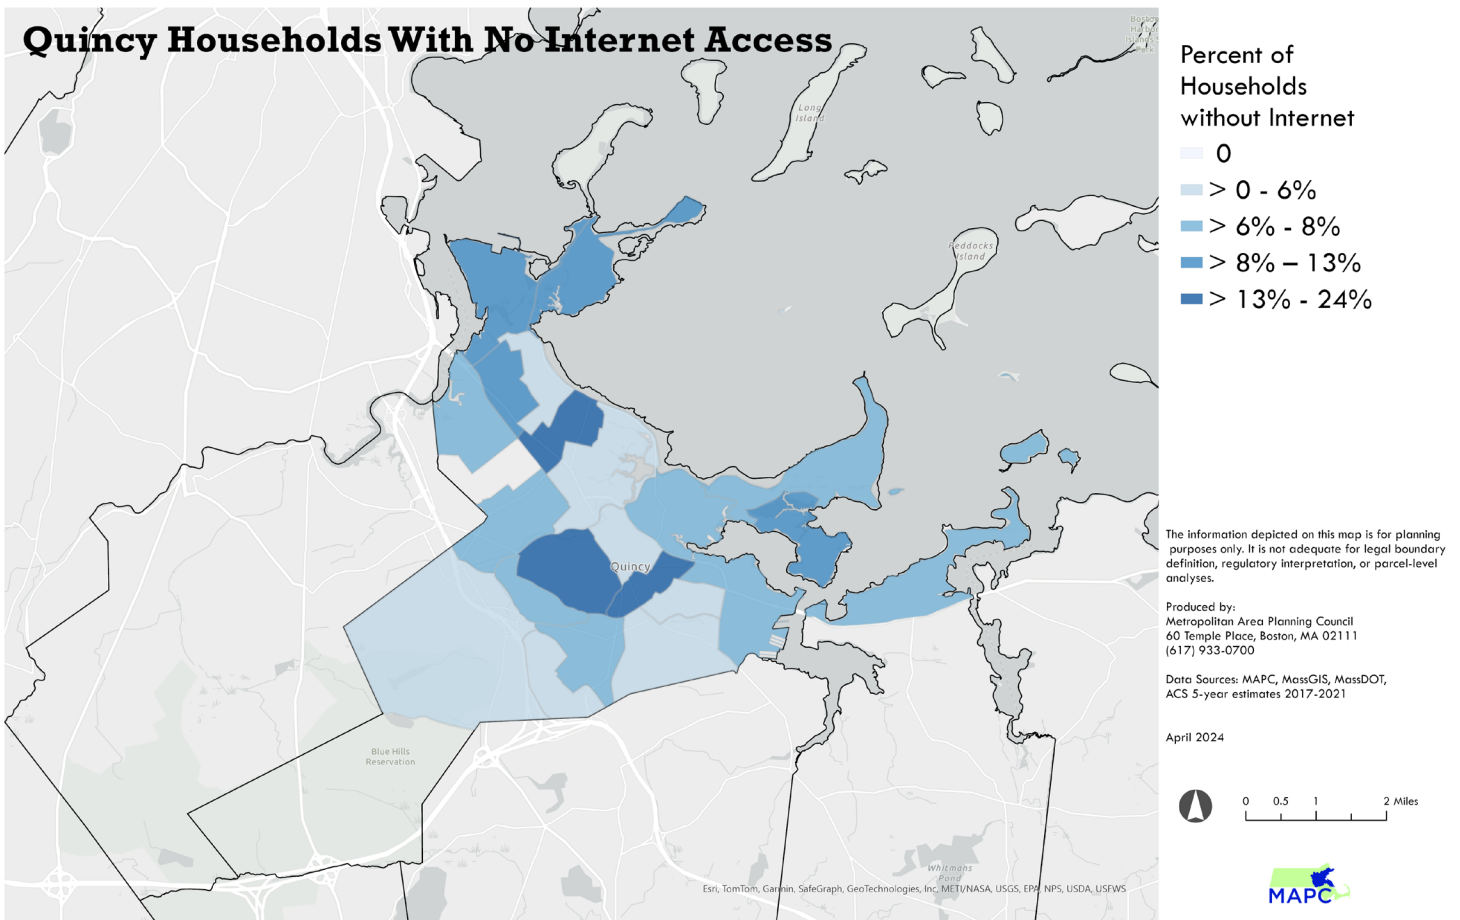 Quincy Households With No Internet Access
Boston
Harbor
Islands
Park
Long
Island
Peddocks
Island
Quincy
Blue Hills
Reservation
Whitmans
Pond
Esri, TomTom, Garmin, SafeGraph, GeoTechnologies, Inc, METI/NASA, USGS, EPA, NPS, USDA, USFWS
Percent of
Households
without Internet
0
> 0 - 6%
> 6% - 8%
> 8% – 13%
> 13% - 24%
The information depicted on this map is for planning
purposes only. It is not adequate for legal boundary
definition, regulatory interpretation, or parcel-level
analyses.
Produced by:
Metropolitan Area Planning Council
60 Temple Place, Boston, MA 02111
(617) 933-0700
Data Sources: MAPC, MassGIS, MassDOT,
ACS 5-year estimates 2017-2021
April 2024
0 0.5 1 2 Miles
MAPC